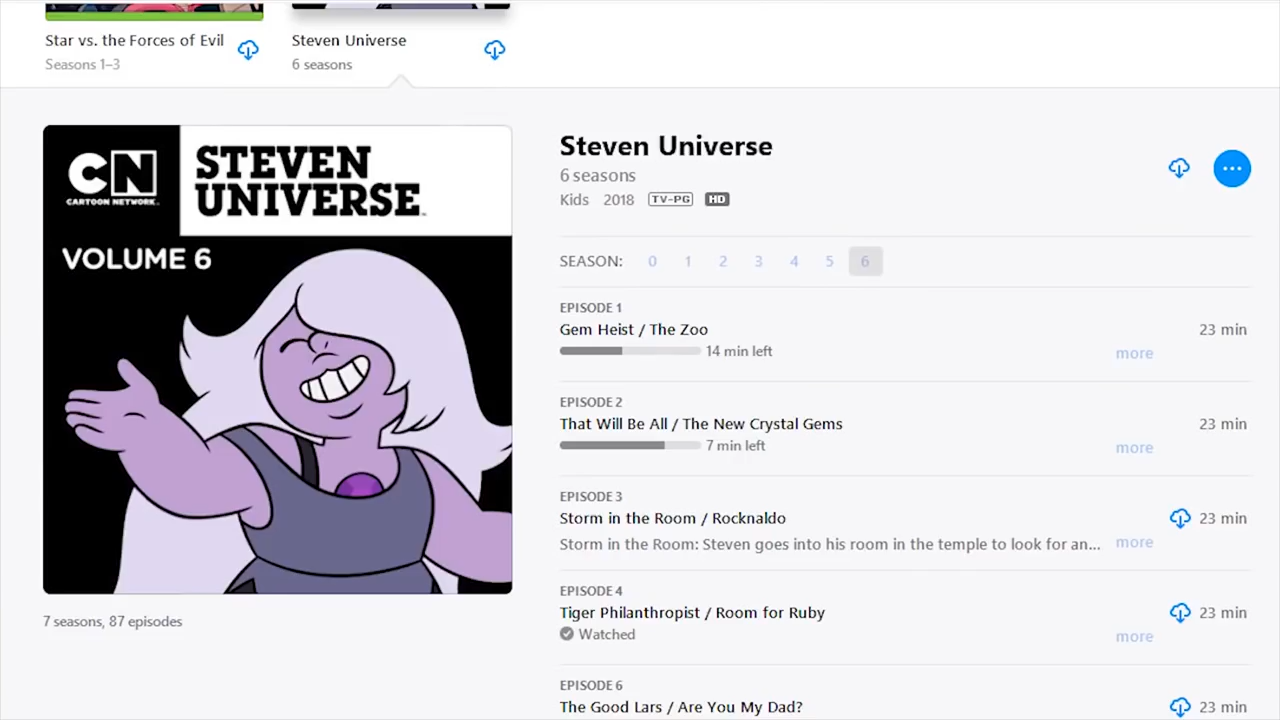 Star vs. the Forces of Evil
Seasons 1–3
Steven Universe
6 seasons
CN
CARTOON NETWORK.
STEVEN
UNIVERSE™
VOLUME 6
7 seasons, 87 episodes
Steven Universe
6 seasons
Kids 2018 TV-PG HD
SEASON: 0 1 2 3 4 5 6
EPISODE 1
Gem Heist / The Zoo 23 min
14 min left
more
EPISODE 2
That Will Be All / The New Crystal Gems 23 min
7 min left
more
EPISODE 3
Storm in the Room / Rocknaldo 23 min
Storm in the Room: Steven goes into his room in the temple to look for an... more
EPISODE 4
Tiger Philanthropist / Room for Ruby 23 min
Watched
more
EPISODE 6
The Good Lars / Are You My Dad? 23 min